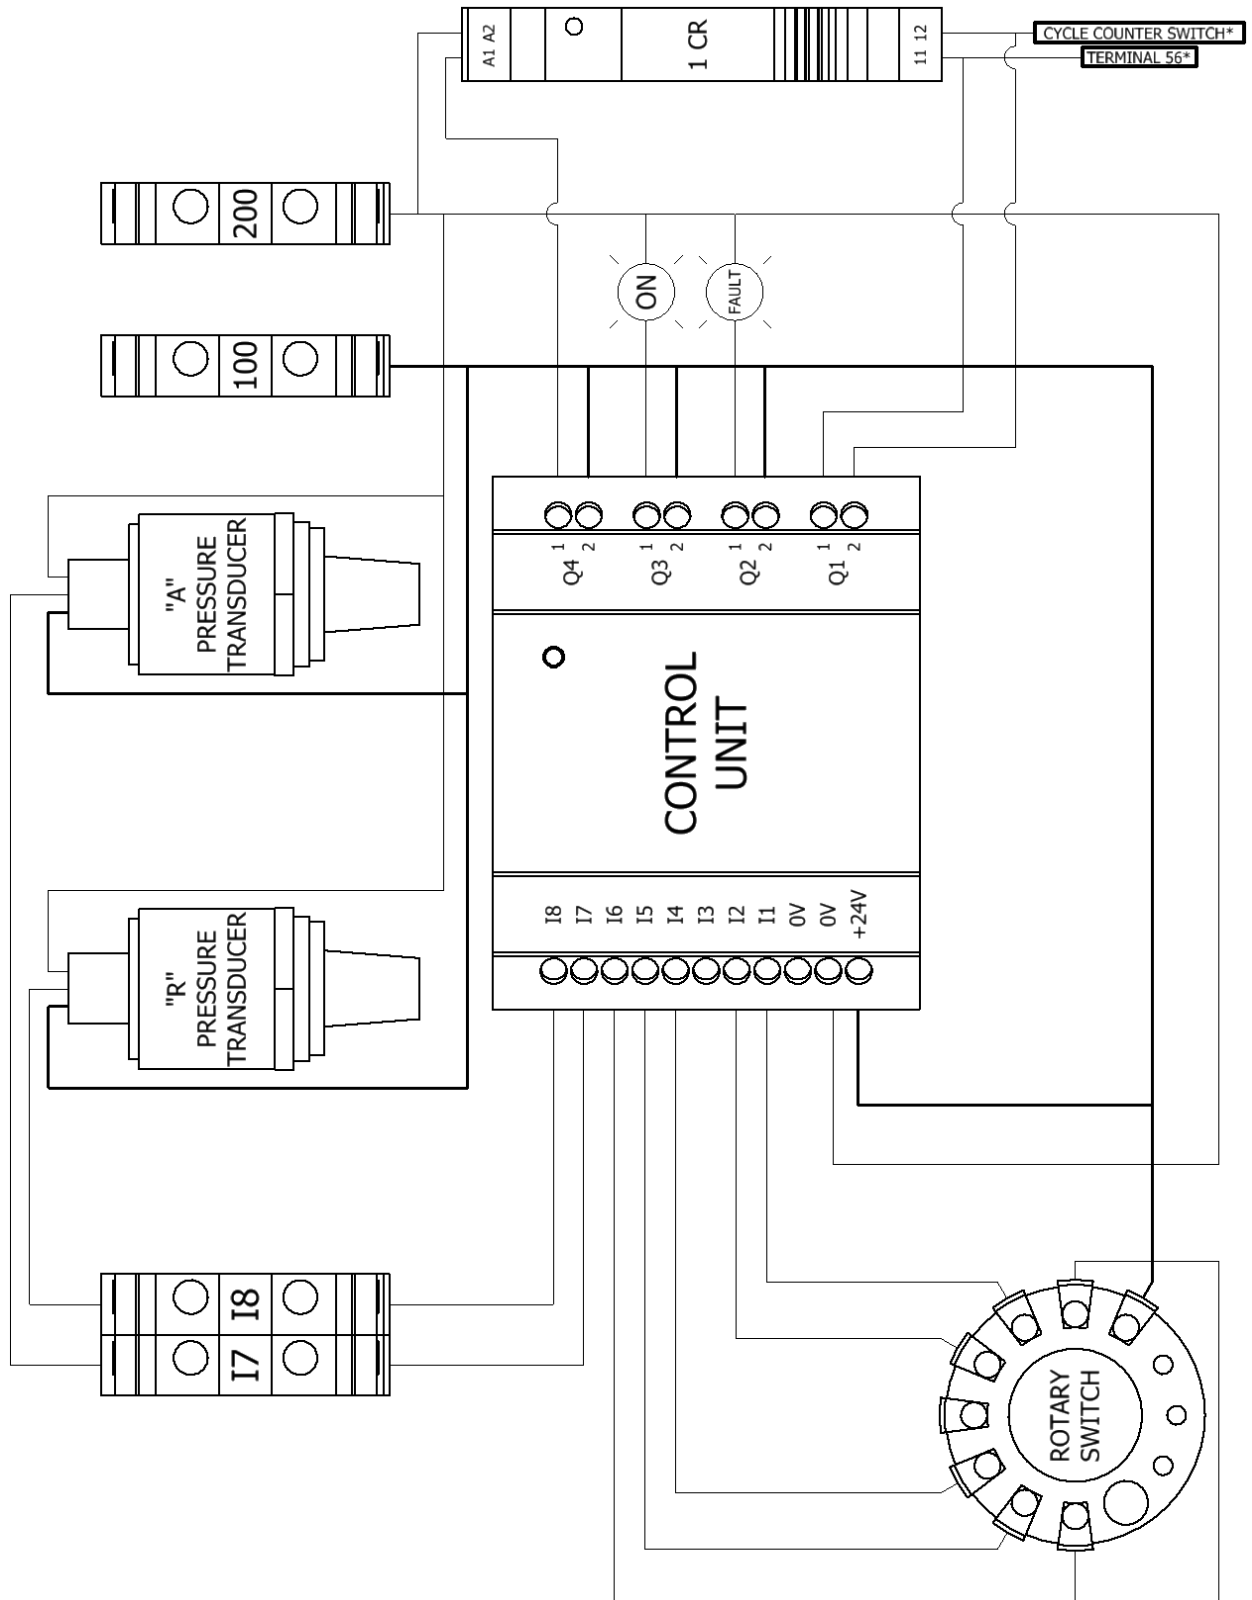 A1 A2
1 CR
11 12
CYCLE COUNTER SWITCH*
TERMINAL 56*
200
ON
FAULT
100
1
2
1
2
1
2
1
2
Q4
Q3
Q2
Q1
"A"
PRESSURE
TRANSDUCER
CONTROL
UNIT
I8
I7
I6
I5
I4
I3
I2
I1
0V
0V
+24V
"R"
PRESSURE
TRANSDUCER
I8
I7
ROTARY
SWITCH